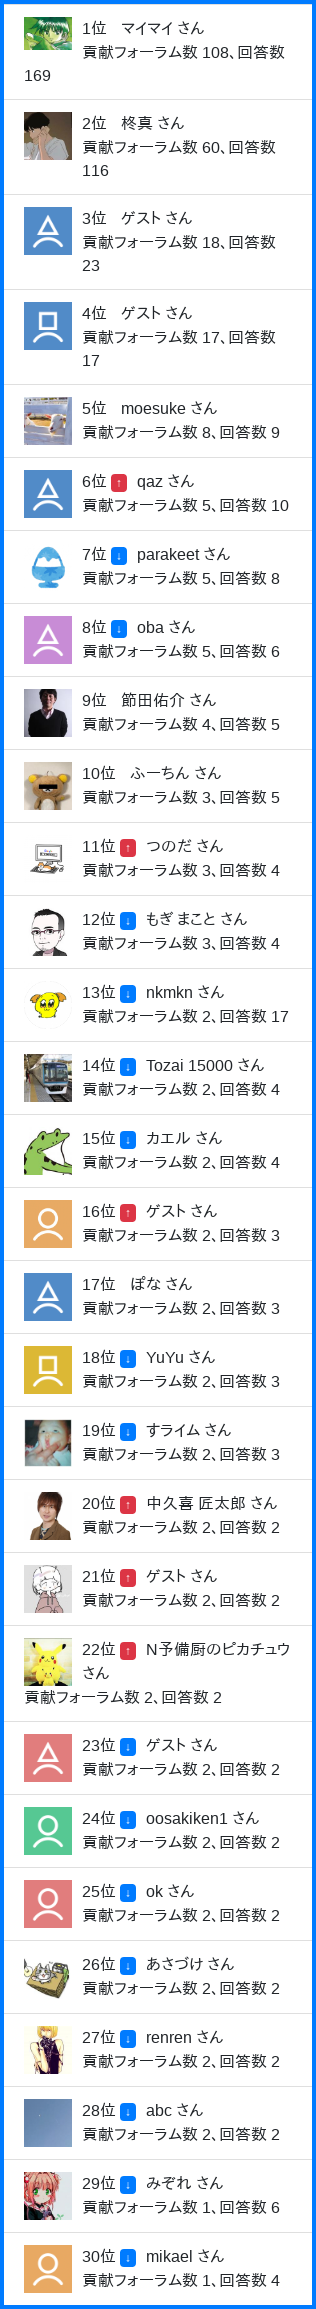 1位　マイマイ さん
貢献フォーラム数 108、回答数
169
2位　柊真 さん
貢献フォーラム数 60、回答数
116
3位　ゲスト さん
貢献フォーラム数 18、回答数
23
4位　ゲスト さん
貢献フォーラム数 17、回答数
17
5位　moesuke さん
貢献フォーラム数 8、回答数 9
6位 ↑ qaz さん
貢献フォーラム数 5、回答数 10
7位 ↓ parakeet さん
貢献フォーラム数 5、回答数 8
8位 ↓ oba さん
貢献フォーラム数 5、回答数 6
9位　節田佑介 さん
貢献フォーラム数 4、回答数 5
10位　ふーちん さん
貢献フォーラム数 3、回答数 5
11位 ↑ つのだ さん
貢献フォーラム数 3、回答数 4
12位 ↓ もぎ まこと さん
貢献フォーラム数 3、回答数 4
13位 ↓ nkmkn さん
貢献フォーラム数 2、回答数 17
14位 ↓ Tozai 15000 さん
貢献フォーラム数 2、回答数 4
15位 ↓ カエル さん
貢献フォーラム数 2、回答数 4
16位 ↑ ゲスト さん
貢献フォーラム数 2、回答数 3
17位　ぽな さん
貢献フォーラム数 2、回答数 3
18位 ↓ YuYu さん
貢献フォーラム数 2、回答数 3
19位 ↓ すライム さん
貢献フォーラム数 2、回答数 3
20位 ↑ 中久喜 匠太郎 さん
貢献フォーラム数 2、回答数 2
21位 ↑ ゲスト さん
貢献フォーラム数 2、回答数 2
22位 ↑ N予備厨のピカチュウ
さん
貢献フォーラム数 2、回答数 2
23位 ↓ ゲスト さん
貢献フォーラム数 2、回答数 2
24位 ↓ oosakiken1 さん
貢献フォーラム数 2、回答数 2
25位 ↓ ok さん
貢献フォーラム数 2、回答数 2
26位 ↓ あさづけ さん
貢献フォーラム数 2、回答数 2
27位 ↓ renren さん
貢献フォーラム数 2、回答数 2
28位 ↓ abc さん
貢献フォーラム数 2、回答数 2
29位 ↓ みぞれ さん
貢献フォーラム数 1、回答数 6
30位 ↓ mikael さん
貢献フォーラム数 1、回答数 4